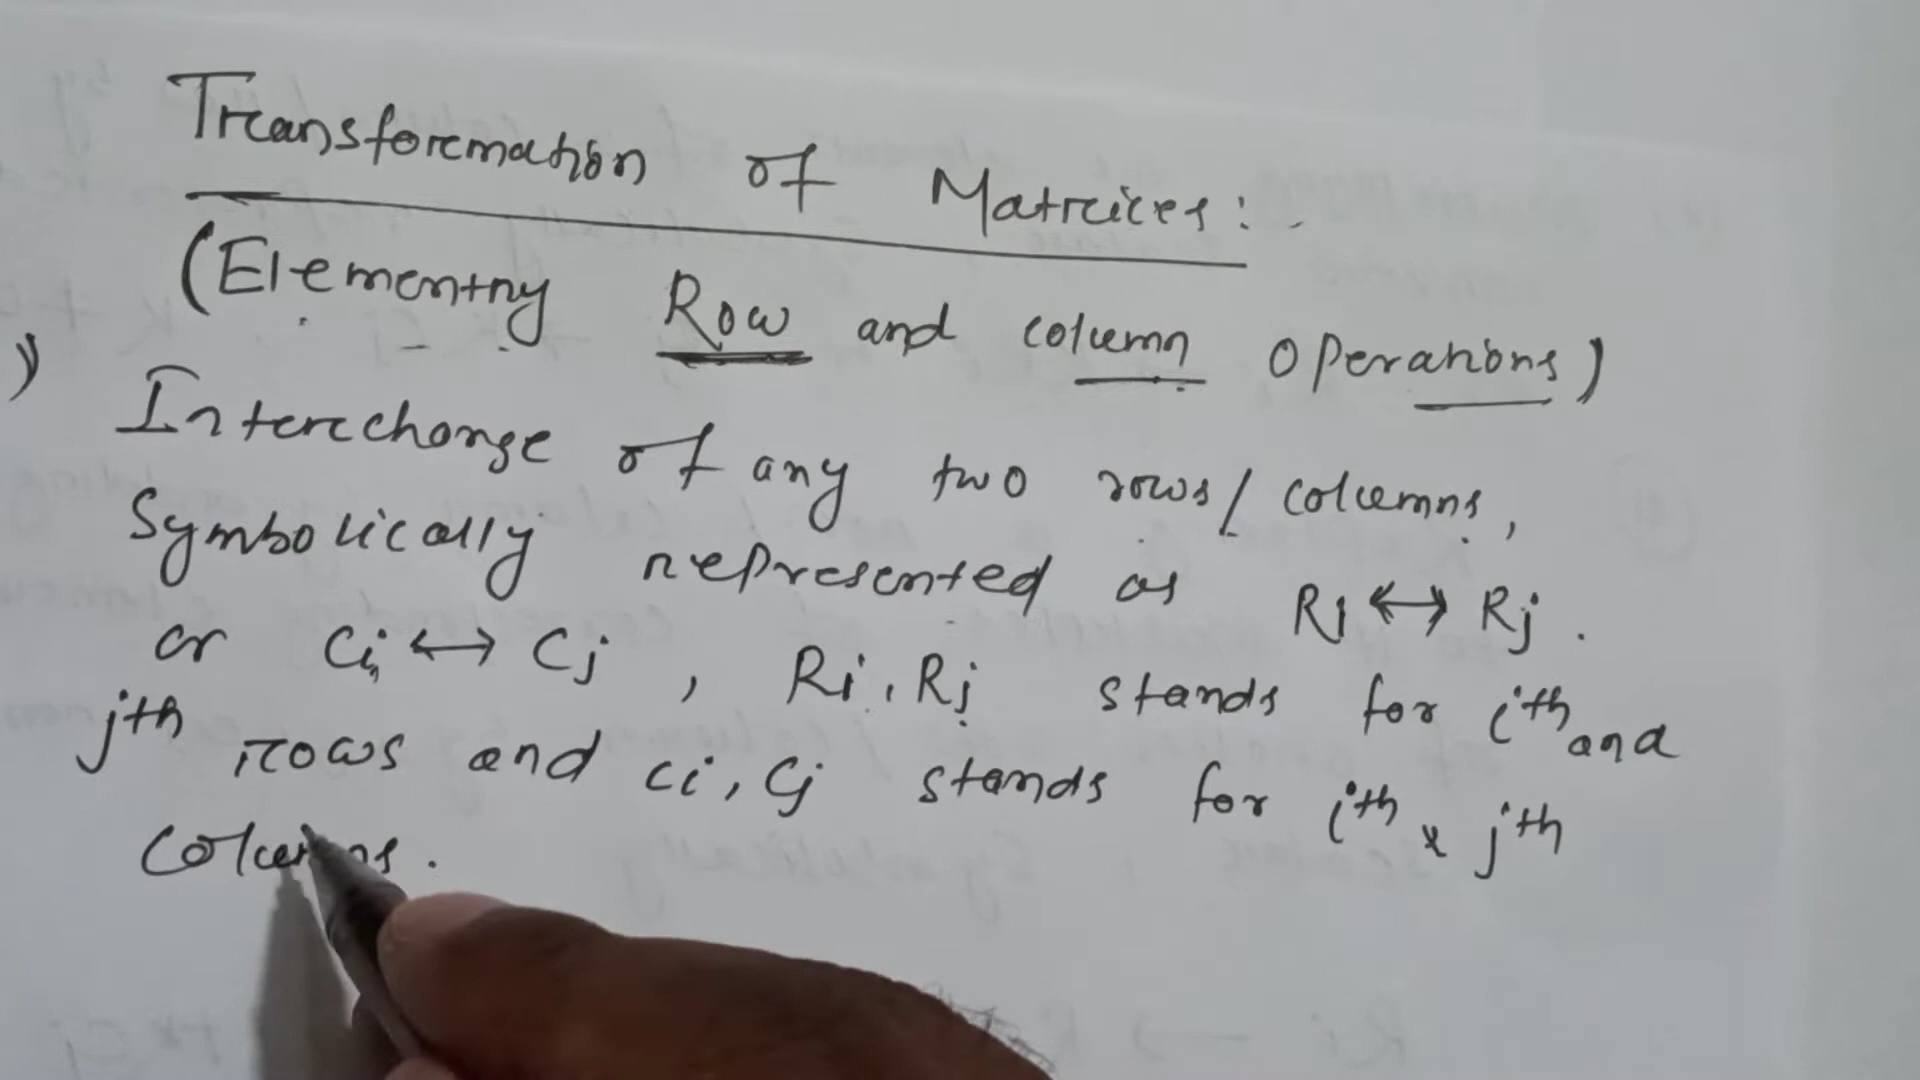 Transformation of Matrices:-
(Elementry Row and column Operations)
) Interchange of any two rows/columns,
Symbolically represented as Ri ↔ Rj.
or Ci ↔ Cj, Ri, Rj stands for ith and
jth rows and Ci, Cj stands for ith & jth
columns.